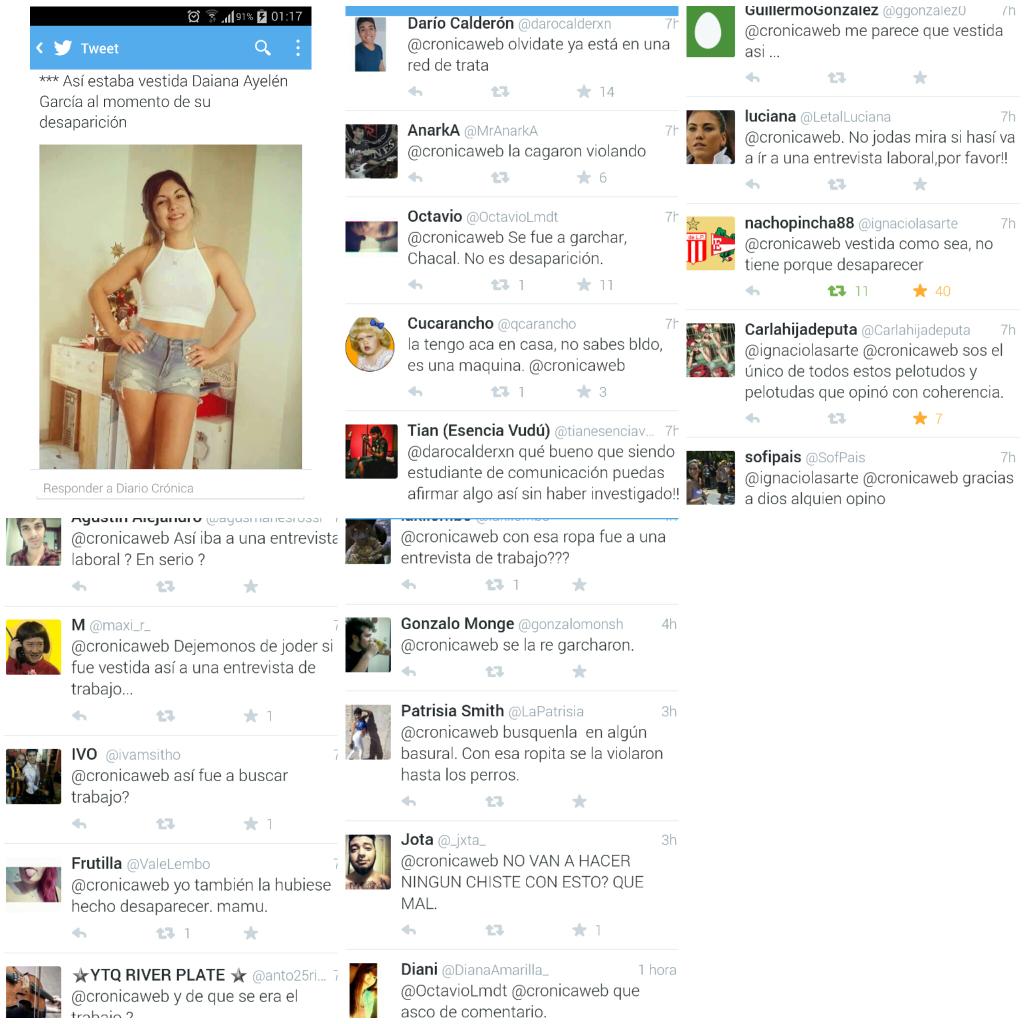 91% 01:17
Tweet
*** Así estaba vestida Daiana Ayelén
García al momento de su
desaparición
Responder a Diario Crónica
Agustín Alejandro
@cronicaweb Así iba a una entrevista
laboral ? En serio ?
M @maxi_r_
@cronicaweb Dejemonos de joder si
fue vestida así a una entrevista de
trabajo...
1
IVO @ivamsitho
@cronicaweb así fue a buscar
trabajo?
1
Frutilla @ValeLembo
@cronicaweb yo también la hubiese
hecho desaparecer. mamu.
1
YTQ RIVER PLATE @anto25ri...
@cronicaweb y de que se era el
trabajo ?
Darío Calderón @darocalderxn 7h
@cronicaweb olvidate ya está en una
red de trata
14
AnarkA @MrAnarkA 7h
@cronicaweb la cagaron violando
6
Octavio @OctavioLmdt 7h
@cronicaweb Se fue a garchar,
Chacal. No es desaparición.
1 11
Cucarancho @qcarancho 7h
la tengo aca en casa, no sabes bldo,
es una maquina. @cronicaweb
1 3
Tian (Esencia Vudú) @tianesenciav... 7h
@darocalderxn qué bueno que siendo
estudiante de comunicación puedas
afirmar algo así sin haber investigado!!
@cronicaweb con esa ropa fue a una
entrevista de trabajo???
1
Gonzalo Monge @gonzalomonsh 4h
@cronicaweb se la re garcharon.
Patrisia Smith @LaPatrisia 3h
@cronicaweb busquenla en algún
basural. Con esa ropita se la violaron
hasta los perros.
Jota @_jxta_ 3h
@cronicaweb NO VAN A HACER
NINGUN CHISTE CON ESTO? QUE
MAL.
1
Diani @DianaAmarilla_ 1 hora
@OctavioLmdt @cronicaweb que
asco de comentario.
GuillermoGonzalez @ggonzalez0 7h
@cronicaweb me parece que vestida
asi ...
luciana @LetalLuciana 7h
@cronicaweb. No jodas mira si hasí va
a ír a una entrevista laboral,por favor!!
nachopincha88 @ignaciolasarte 7h
@cronicaweb vestida como sea, no
tiene porque desaparecer
11 40
Carlahijadeputa @Carlahijadeputa 7h
@ignaciolasarte @cronicaweb sos el
único de todos estos pelotudos y
pelotudas que opinó con coherencia.
7
sofipais @SofPais 7h
@ignaciolasarte @cronicaweb gracias
a dios alquien opino